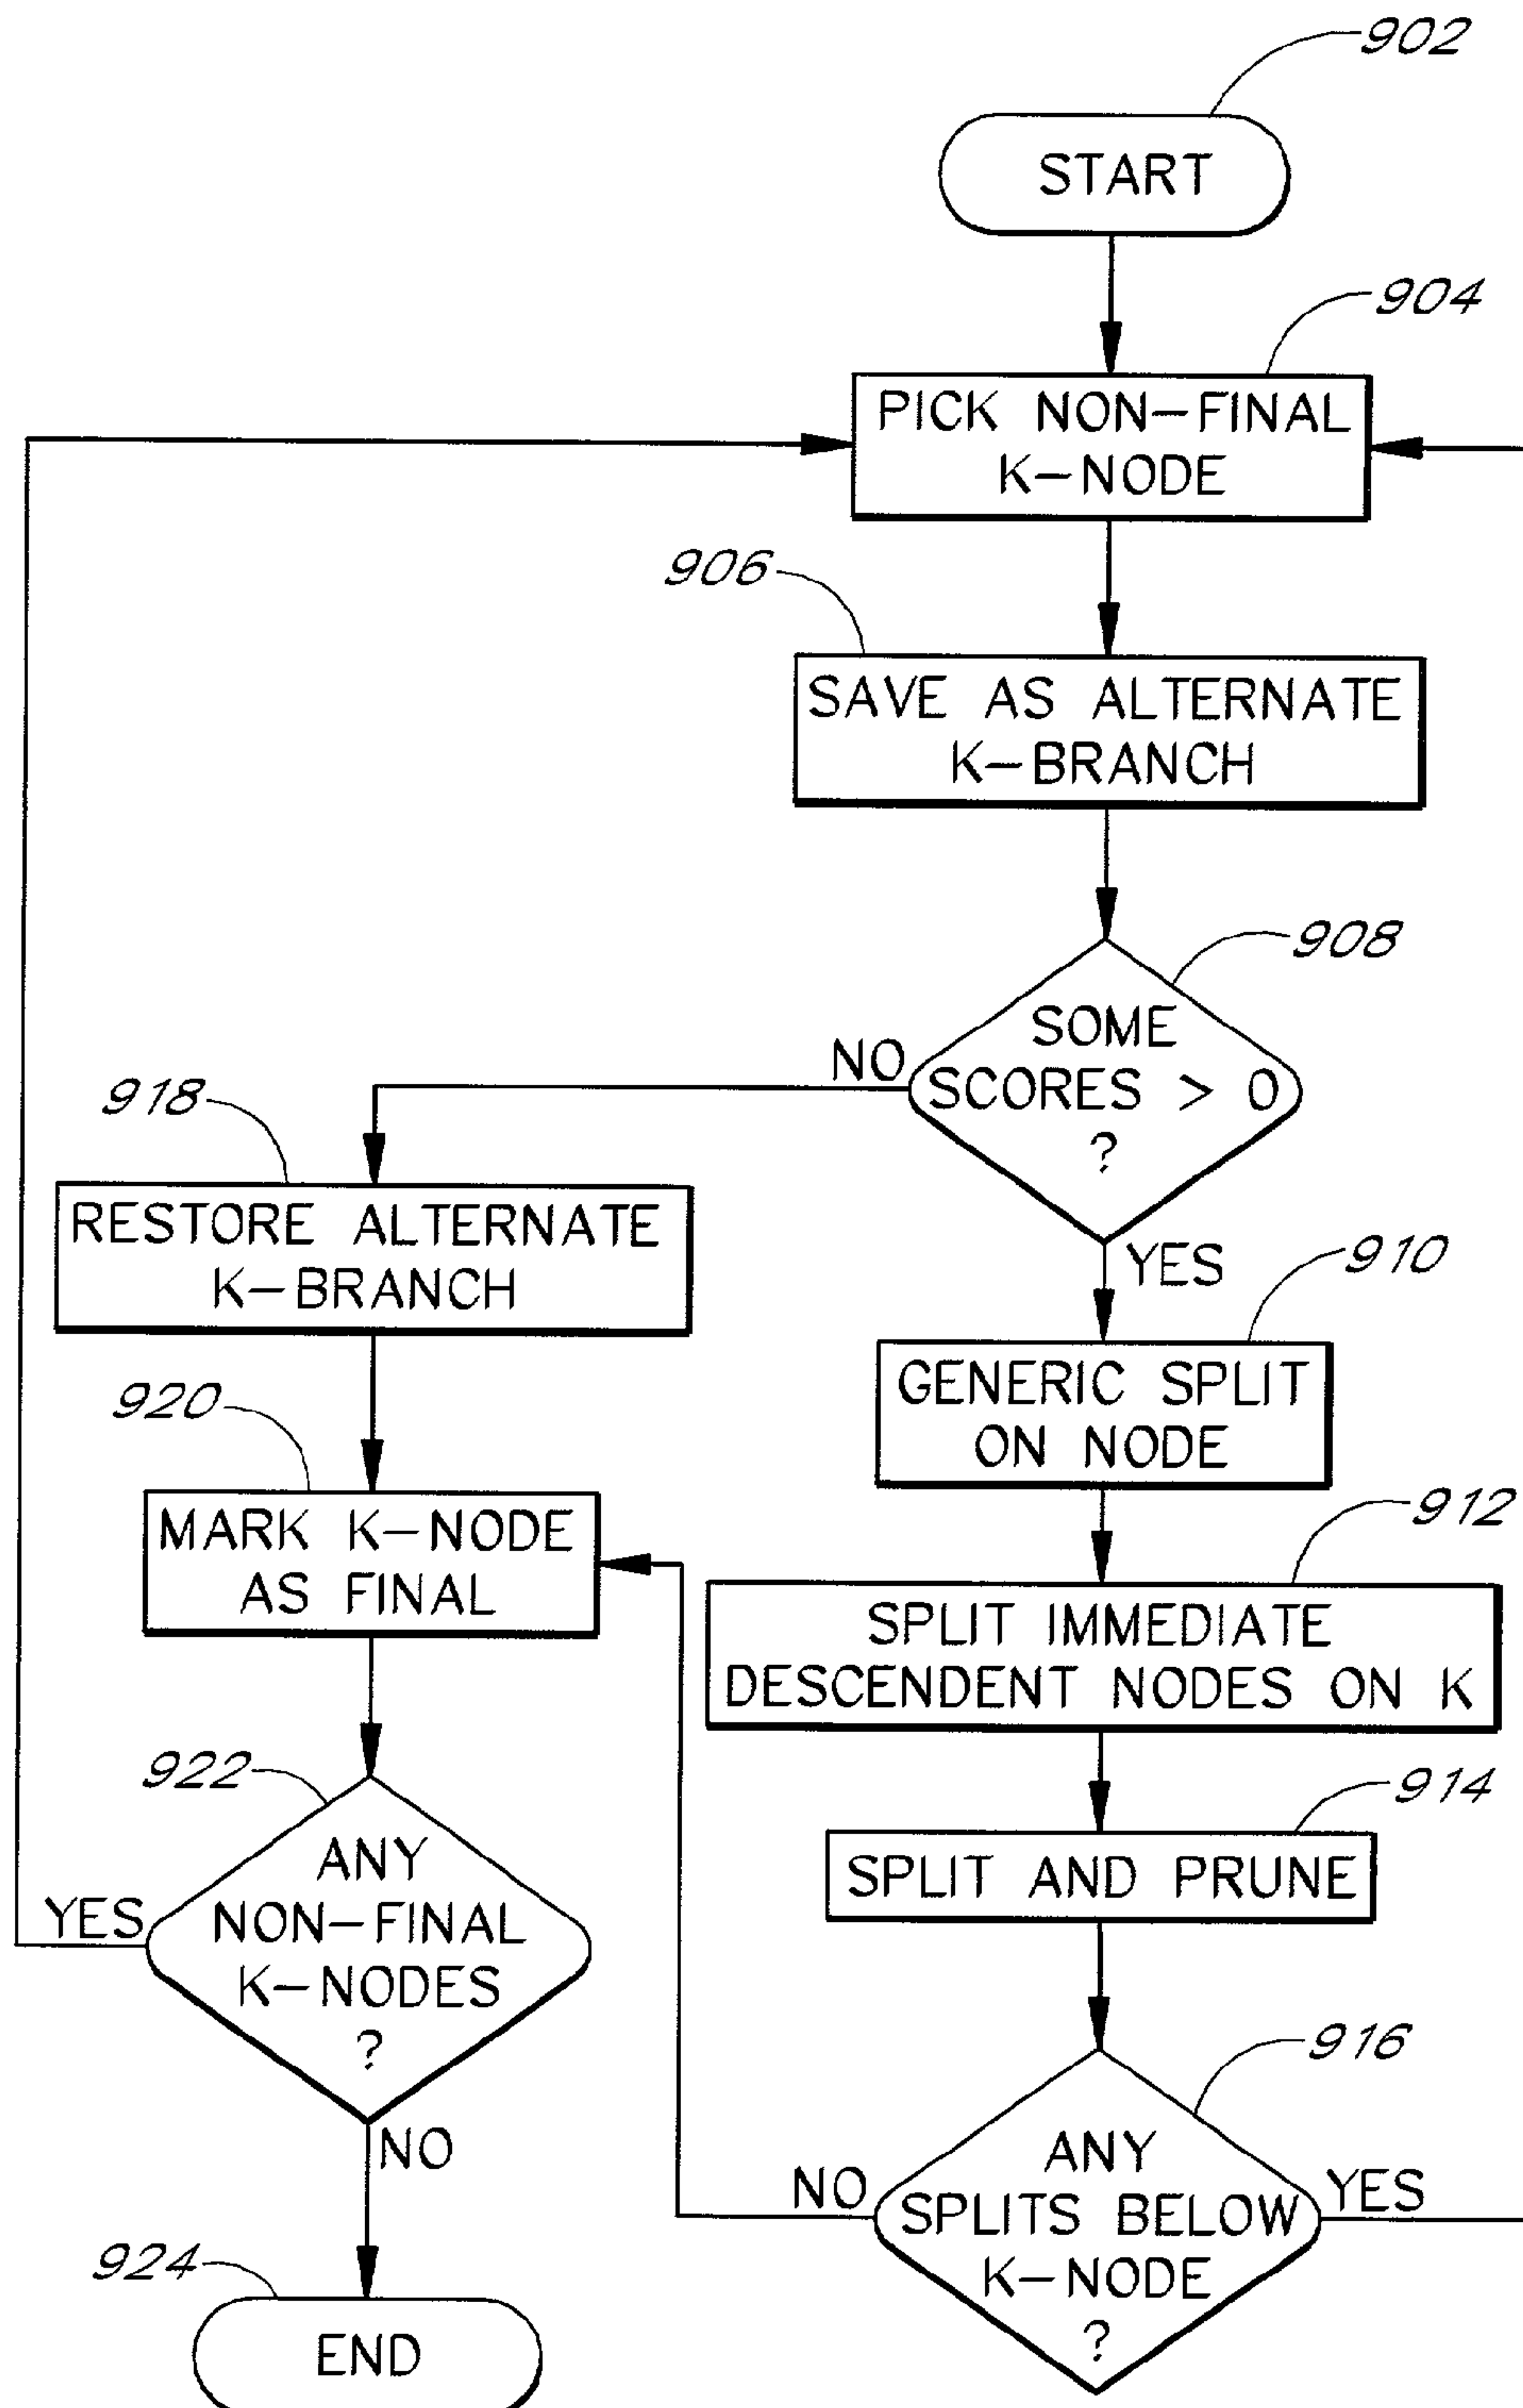 902
START
904
PICK NON-FINAL
K-NODE
906
SAVE AS ALTERNATE
K-BRANCH
908
SOME
SCORES > 0
?
NO
YES
918
RESTORE ALTERNATE
K-BRANCH
910
GENERIC SPLIT
ON NODE
920
MARK K-NODE
AS FINAL
912
SPLIT IMMEDIATE
DESCENDENT NODES ON K
914
SPLIT AND PRUNE
922
ANY
NON-FINAL
K-NODES
?
YES
NO
916
ANY
SPLITS BELOW
K-NODE
?
NO
YES
924
END